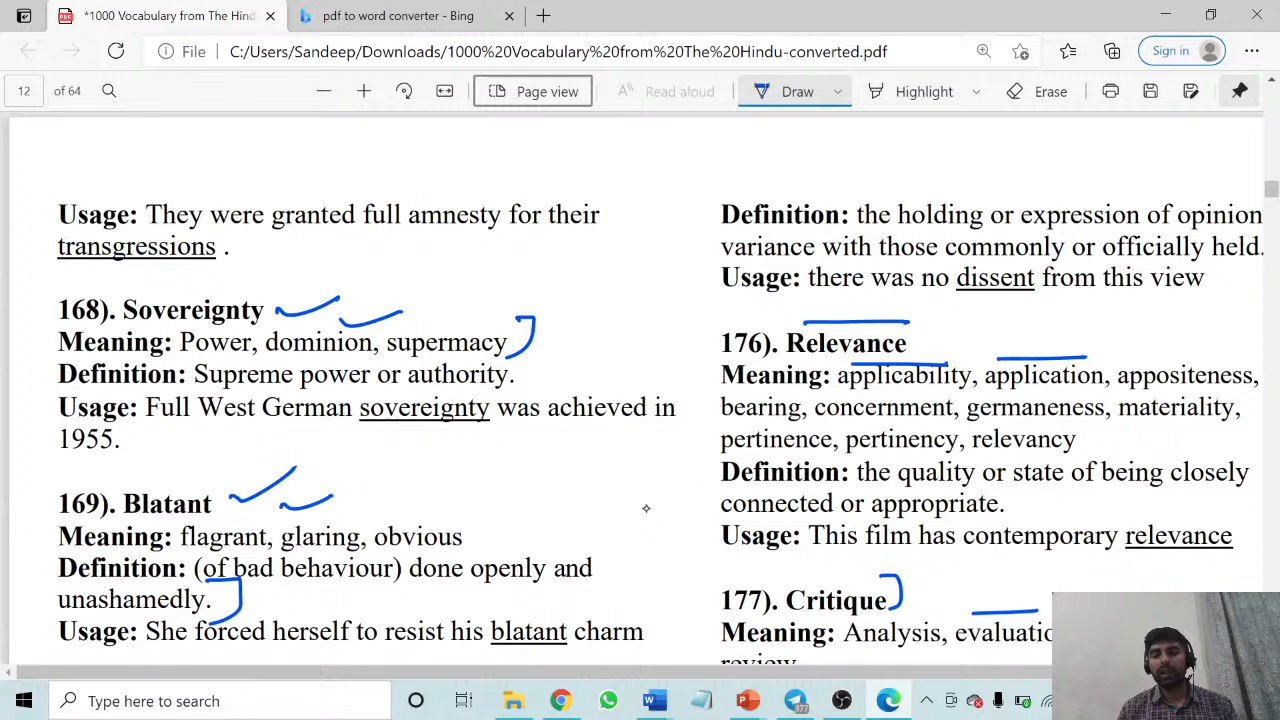 *1000 Vocabulary from The Hind
pdf to word converter - Bing
File
C:/Users/Sandeep/Downloads/1000%20Vocabulary%20from%20The%20Hindu-converted.pdf
Sign in
12 of 64
Page view
Read aloud
Draw
Highlight
Erase
Usage: They were granted full amnesty for their
transgressions .
168). Sovereignty
Meaning: Power, dominion, supermacy
Definition: Supreme power or authority.
Usage: Full West German sovereignty was achieved in
1955.
169). Blatant
Meaning: flagrant, glaring, obvious
Definition: (of bad behaviour) done openly and
unashamedly.
Usage: She forced herself to resist his blatant charm
Definition: the holding or expression of opinion
variance with those commonly or officially held.
Usage: there was no dissent from this view
176). Relevance
Meaning: applicability, application, appositeness,
bearing, concernment, germaneness, materiality,
pertinence, pertinency, relevancy
Definition: the quality or state of being closely
connected or appropriate.
Usage: This film has contemporary relevance
177). Critique
Meaning: Analysis, evaluatio
review
Type here to search
377